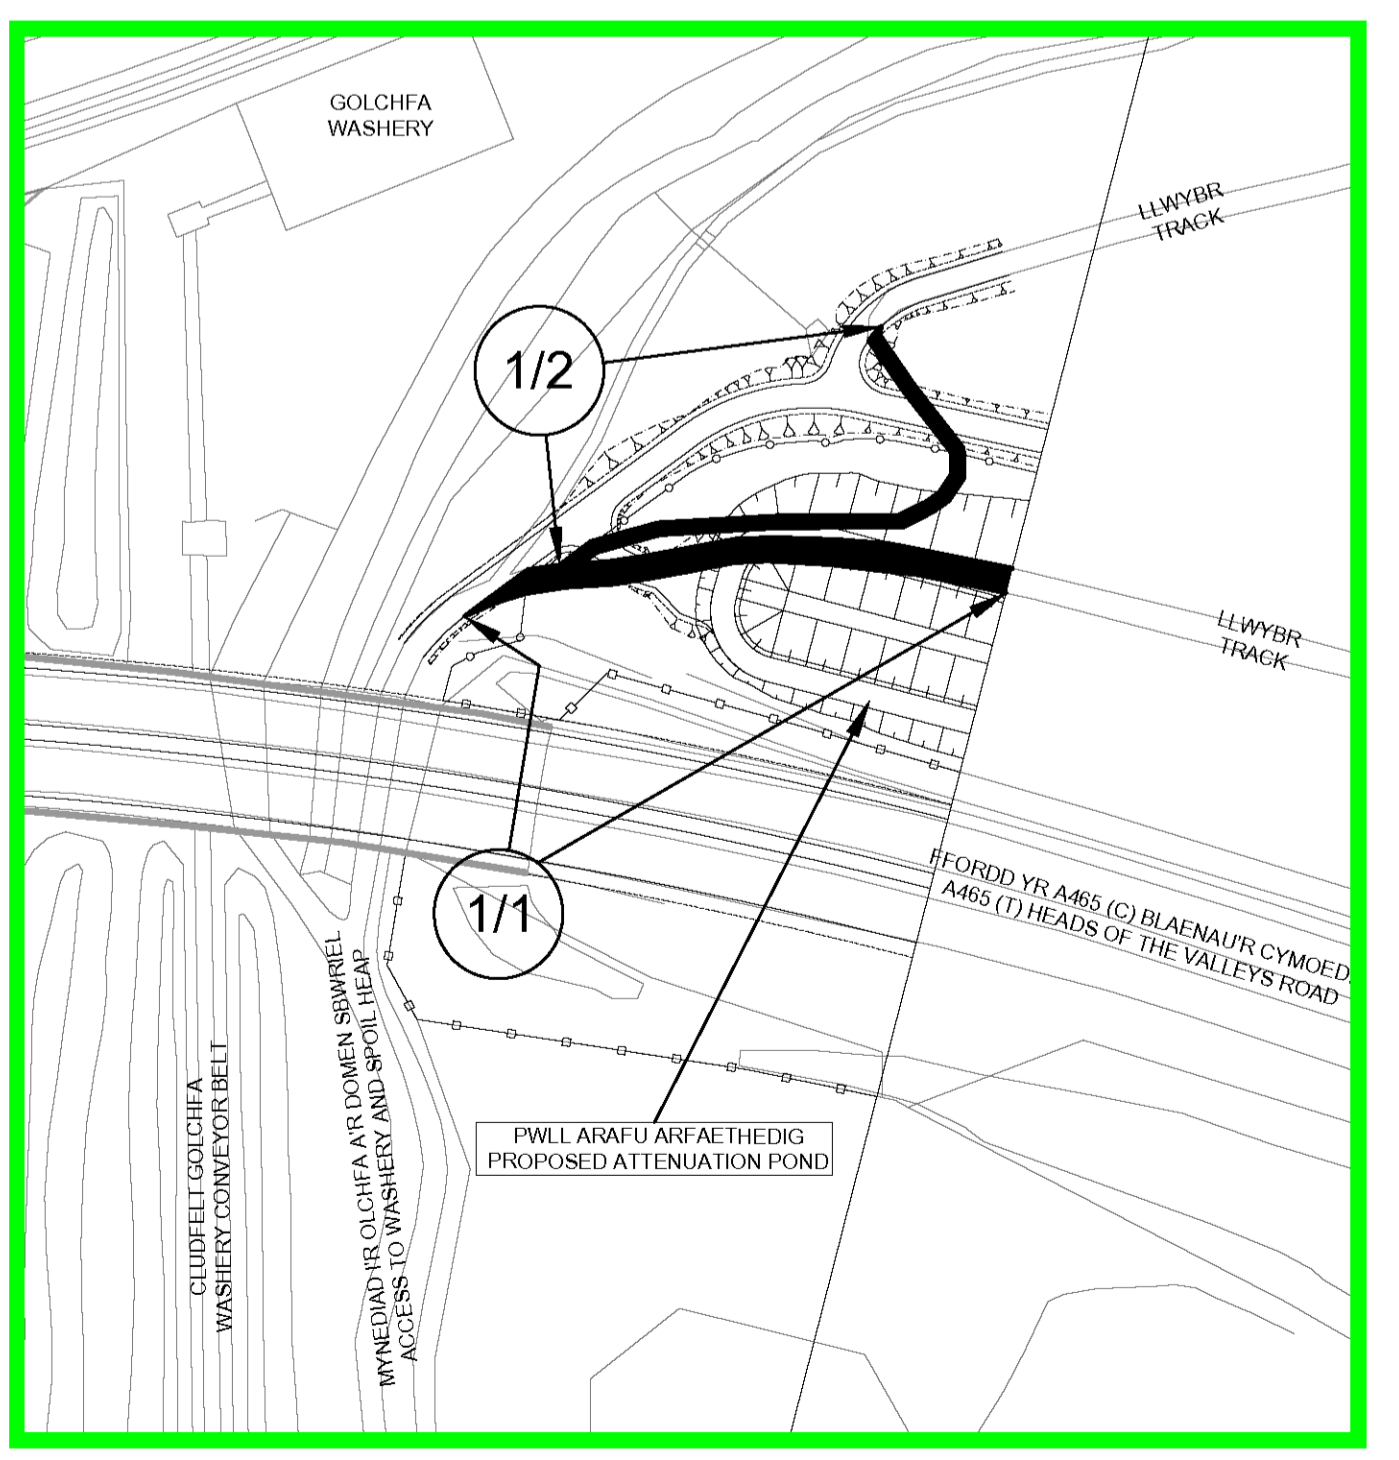 GOLCHFA
WASHERY
LLWYBR
TRACK
1/2
LLWYBR
TRACK
FFORDD YR A465 (C) BLAENAU'R CYMOED,
A465 (T) HEADS OF THE VALLEYS ROAD
1/1
PWLL ARAFU ARFAETHEDIG
PROPOSED ATTENUATION POND
MYNEDIAD I'R OLCHFA A'R DOMEN SBWRIEL
ACCESS TO WASHERY AND SPOIL HEAP
CLUDFELT GOLCHFA
WASHERY CONVEYOR BELT